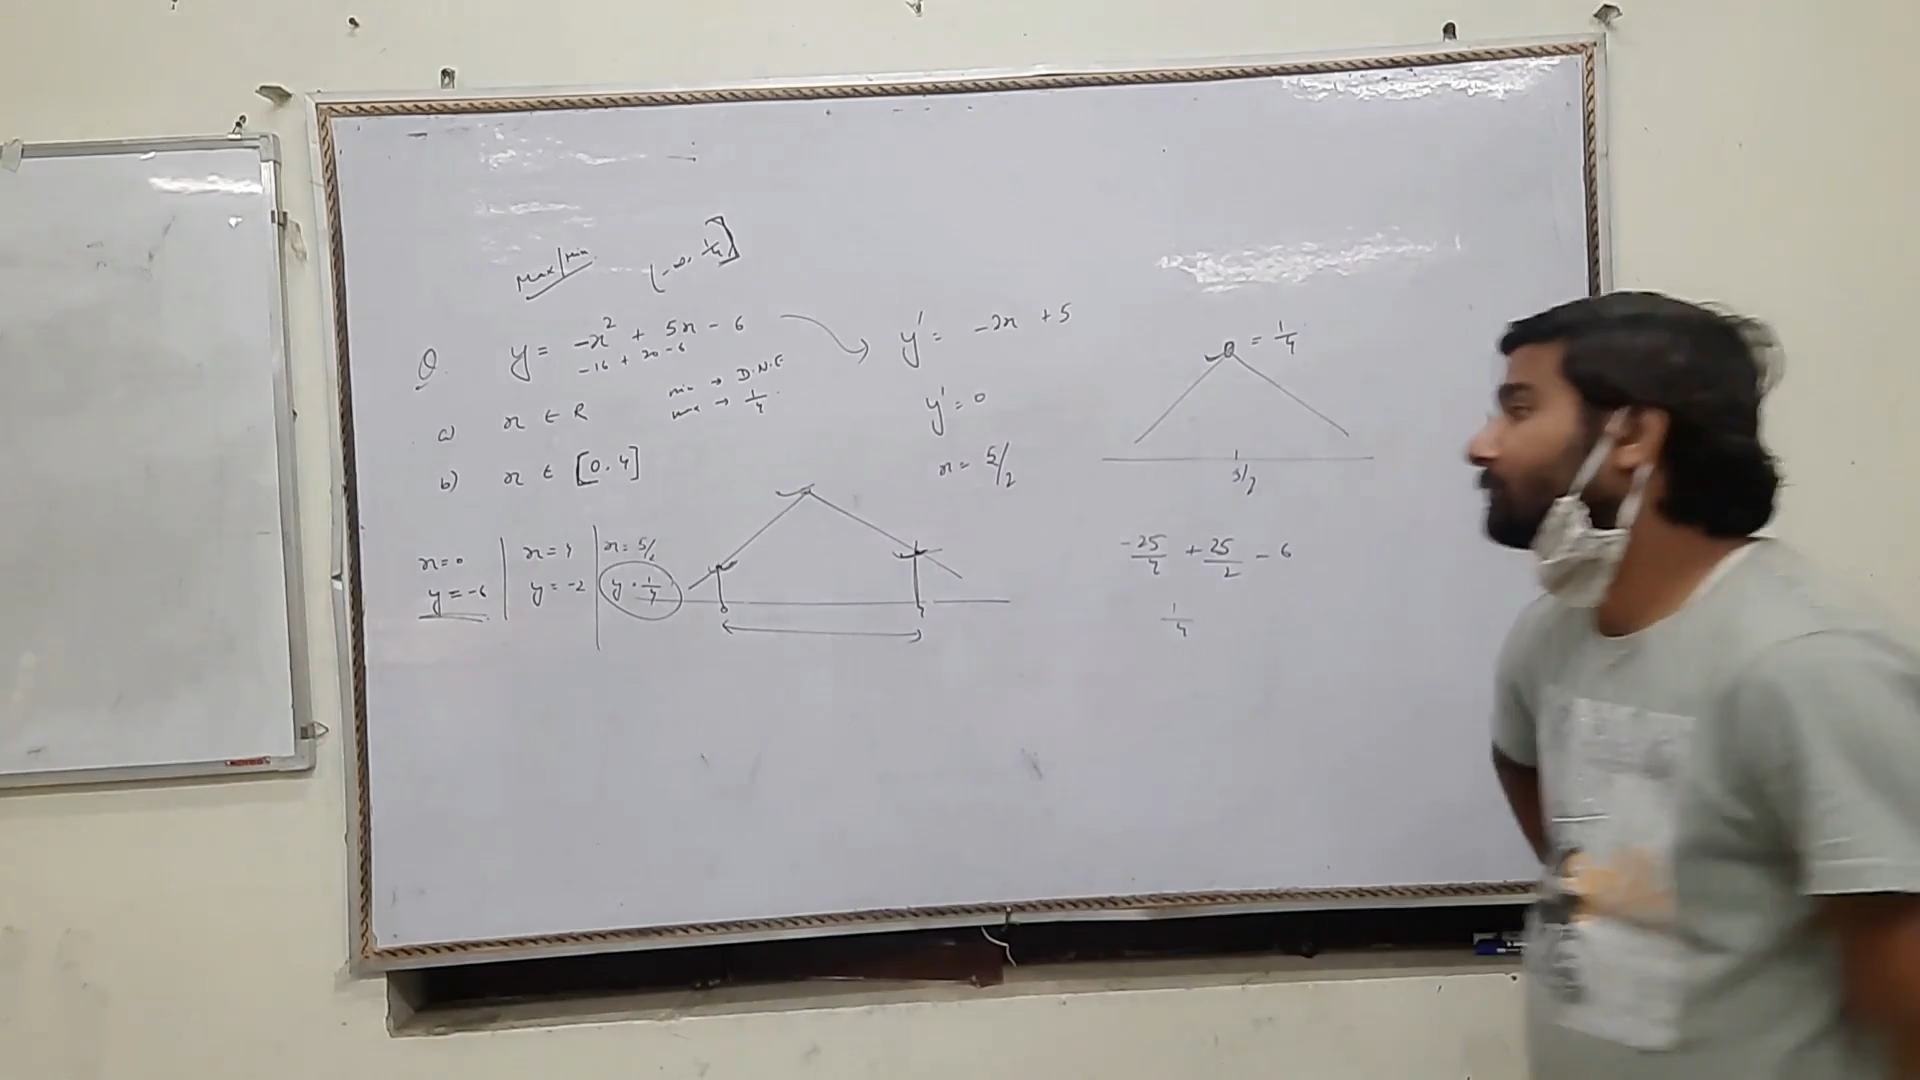 Max/min
(-∞, 1/4]
Q. y = -x² + 5x - 6
-16 + 20 - 6
min → D.N.E
max → 1/4
a) x ∈ R
b) x ∈ [0, 4]
x = 0
y = -6
x = 4
y = -2
x = 5/2
y = 1/4
0
4
y' = -2x + 5
y' = 0
x = 5/2
= 1/4
5/2
-25/4 + 25/2 - 6
1/4